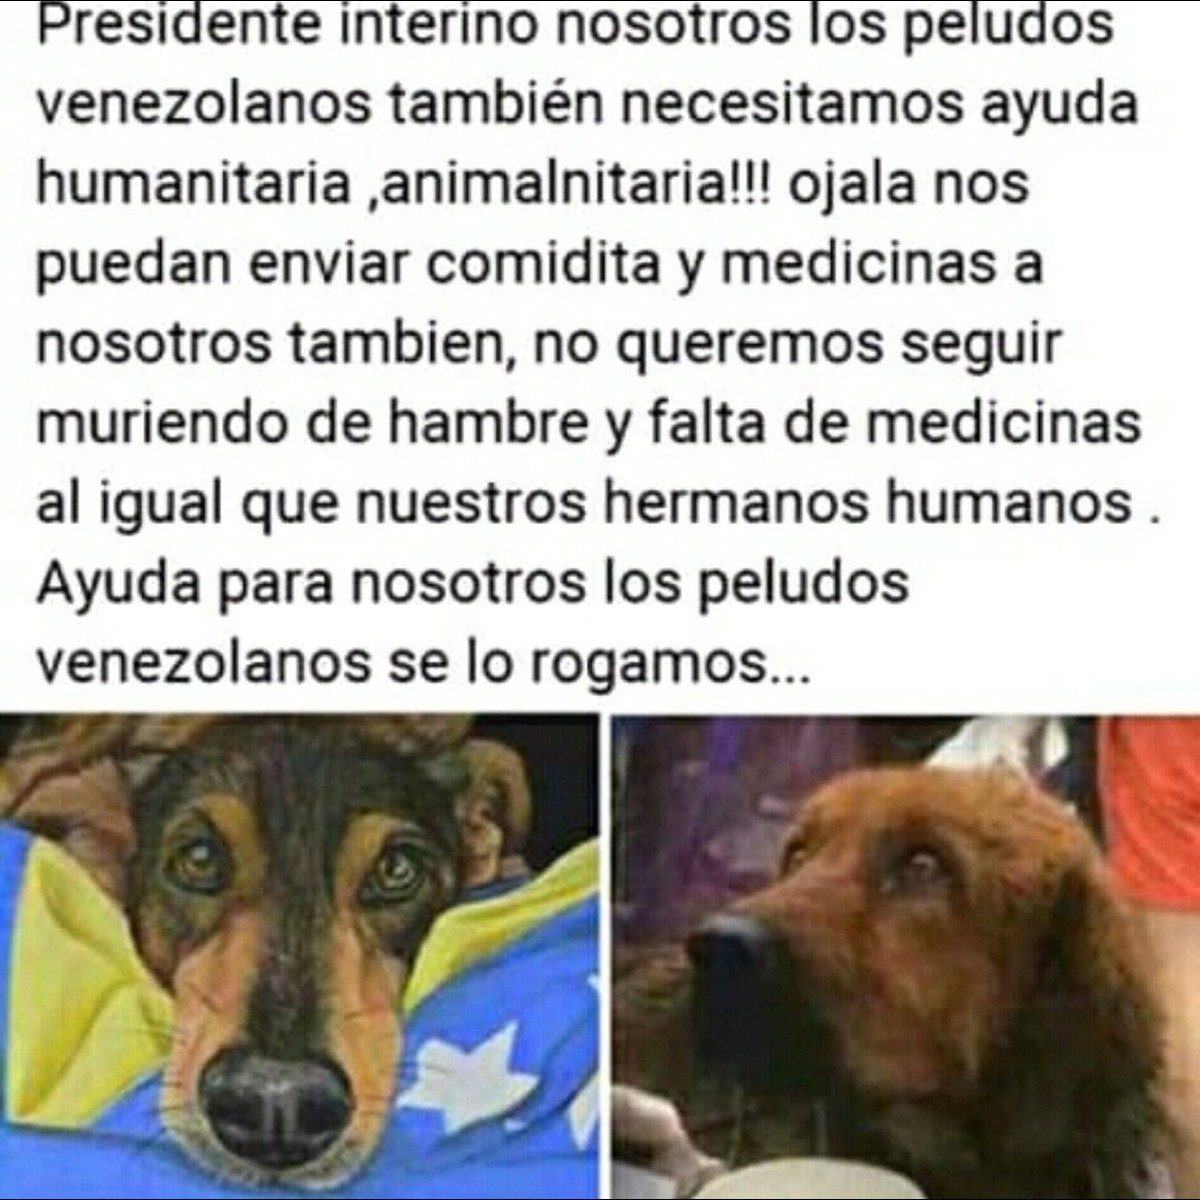 Presidente interino nosotros los peludos
venezolanos también necesitamos ayuda
humanitaria ,animalnitaria!!! ojala nos
puedan enviar comidita y medicinas a
nosotros tambien, no queremos seguir
muriendo de hambre y falta de medicinas
al igual que nuestros hermanos humanos .
Ayuda para nosotros los peludos
venezolanos se lo rogamos...